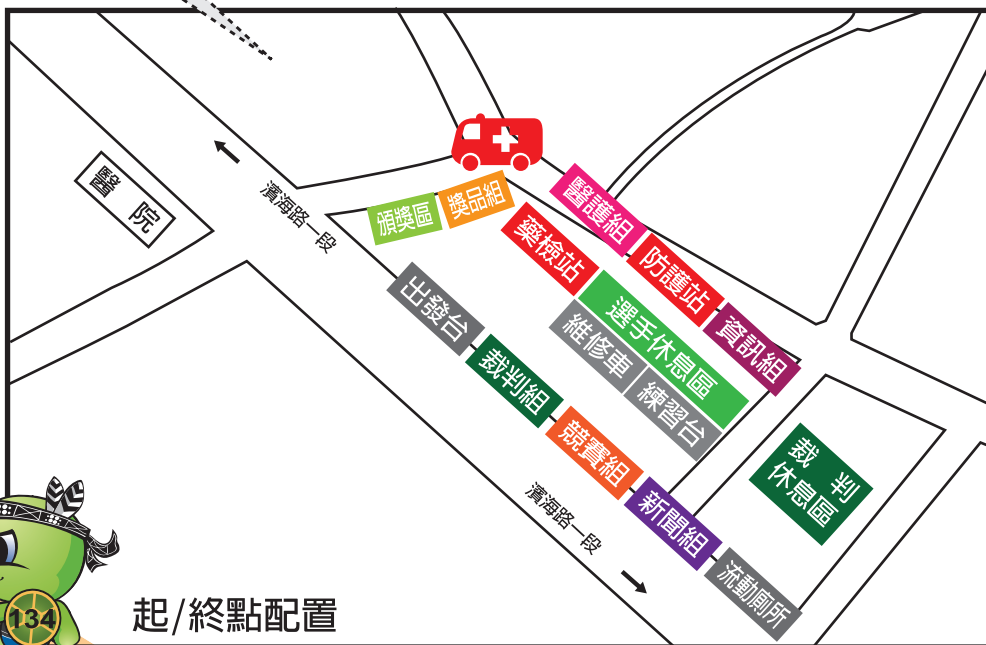 醫院
濱海路一段
頒獎區
獎品組
醫護組
藥檢站
防護站
資訊組
選手休息區
維修車
練習台
出發台
裁判組
競賽組
新聞組
流動廁所
裁判
休息區
濱海路一段
134
起/終點配置